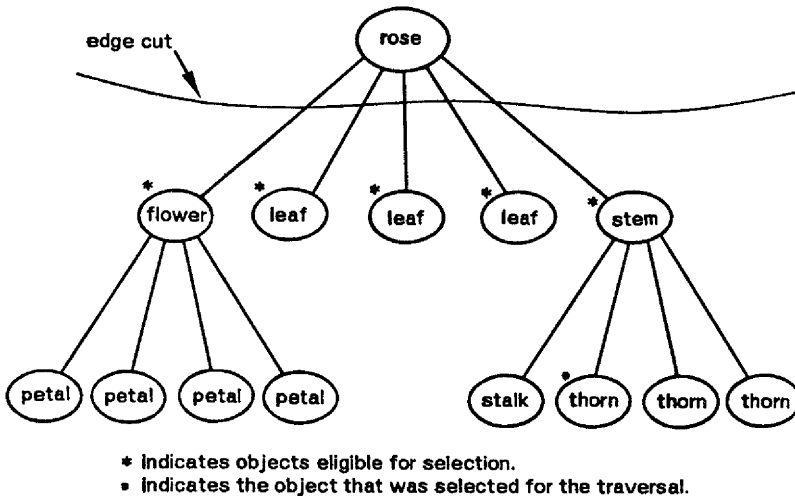 edge cut
rose
* flower
* leaf
* leaf
* leaf
* stem
petal petal petal petal
stalk * thorn thorn thorn
* indicates objects eligible for selection.
• indicates the object that was selected for the traversal.